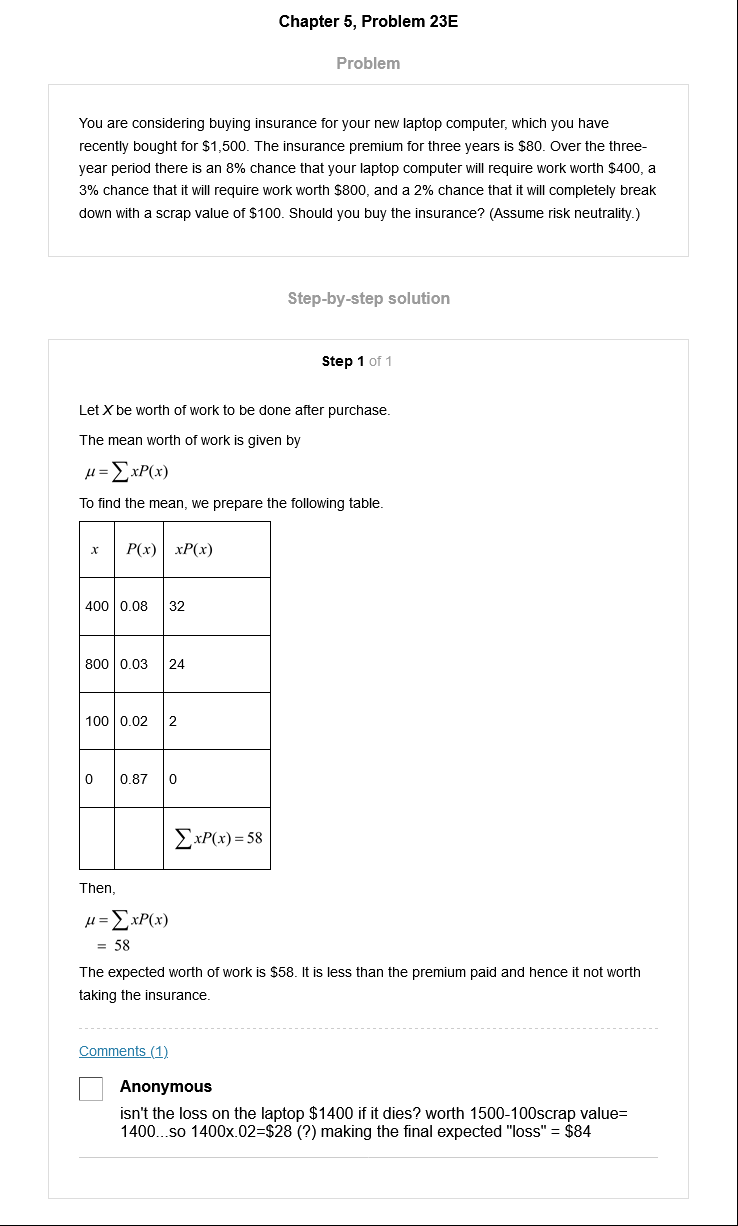 Chapter 5, Problem 23E
Problem
You are considering buying insurance for your new laptop computer, which you have
recently bought for $1,500. The insurance premium for three years is $80. Over the three-
year period there is an 8% chance that your laptop computer will require work worth $400, a
3% chance that it will require work worth $800, and a 2% chance that it will completely break
down with a scrap value of $100. Should you buy the insurance? (Assume risk neutrality.)
Step-by-step solution
Step 1 of 1
Let X be worth of work to be done after purchase.
The mean worth of work is given by
μ = ∑xP(x)
To find the mean, we prepare the following table.
x P(x) xP(x)
400 0.08 32
800 0.03 24
100 0.02 2
0 0.87 0
∑xP(x) = 58
Then,
μ = ∑xP(x)
= 58
The expected worth of work is $58. It is less than the premium paid and hence it not worth
taking the insurance.
Comments (1)
Anonymous
isn't the loss on the laptop $1400 if it dies? worth 1500-100scrap value=
1400...so 1400x.02=$28 (?) making the final expected "loss" = $84